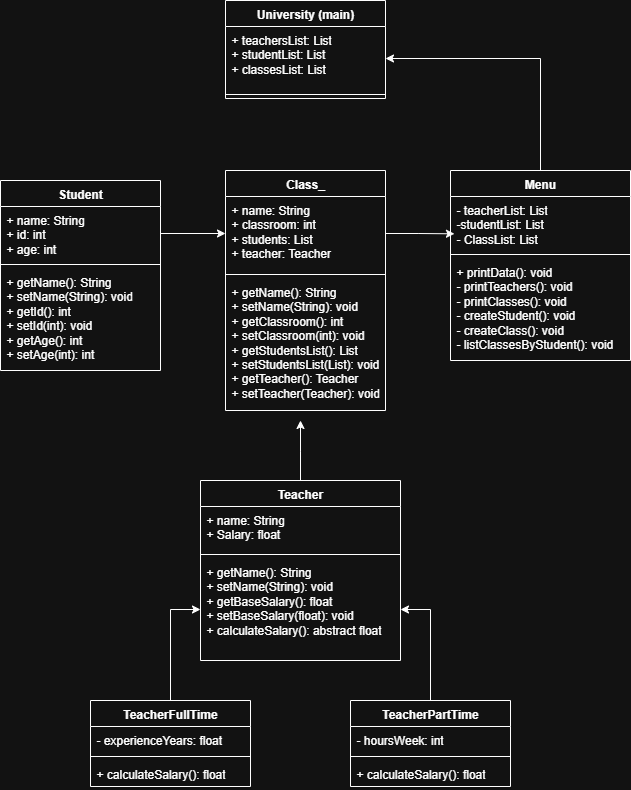 University (main)
+ teachersList: List
+ studentList: List
+ classesList: List
Student
+ name: String
+ id: int
+ age: int
+ getName(): String
+ setName(String): void
+ getId(): int
+ setId(int): void
+ getAge(): int
+ setAge(int): int
Class_
+ name: String
+ classroom: int
+ students: List
+ teacher: Teacher
+ getName(): String
+ setName(String): void
+ getClassroom(): int
+ setClassroom(int): void
+ getStudentsList(): List
+ setStudentsList(List): void
+ getTeacher(): Teacher
+ setTeacher(Teacher): void
Menu
- teacherList: List
-studentList: List
- ClassList: List
+ printData(): void
- printTeachers(): void
- printClasses(): void
- createStudent(): void
- createClass(): void
- listClassesByStudent(): void
Teacher
+ name: String
+ Salary: float
+ getName(): String
+ setName(String): void
+ getBaseSalary(): float
+ setBaseSalary(float): void
+ calculateSalary(): abstract float
TeacherFullTime
- experienceYears: float
+ calculateSalary(): float
TeacherPartTime
- hoursWeek: int
+ calculateSalary(): float